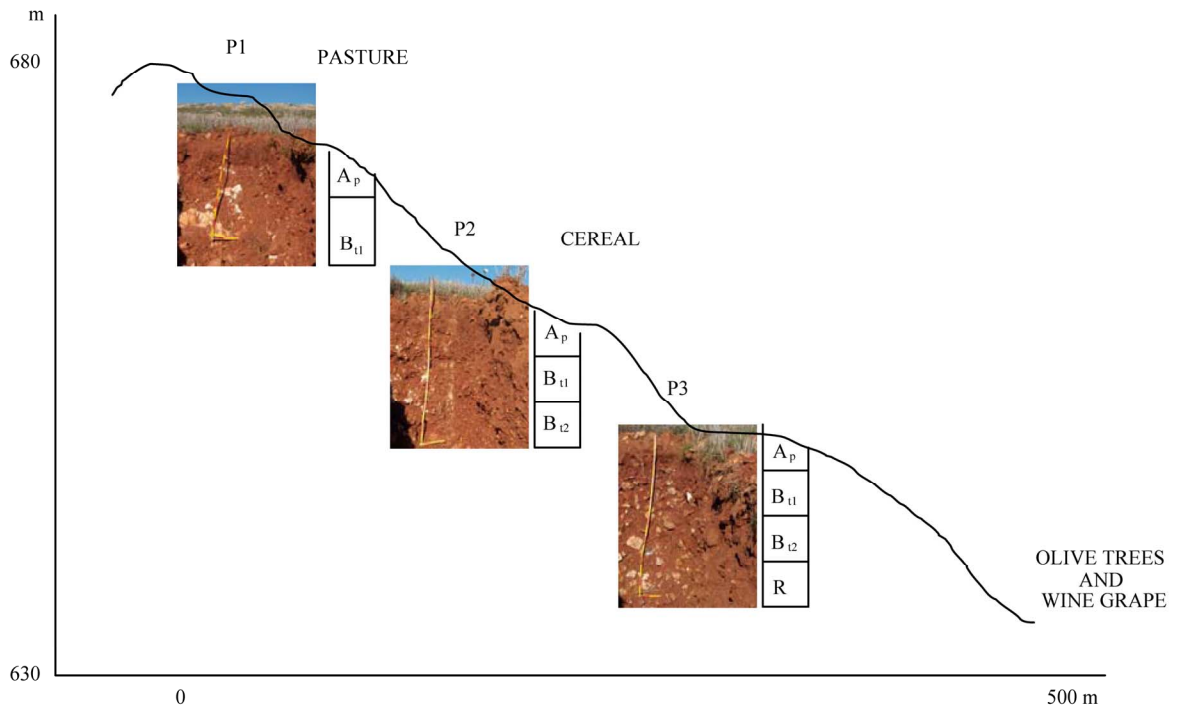 m
680
P1
PASTURE
Ap
Bt1
P2
CEREAL
Ap
Bt1
Bt2
P3
Ap
Bt1
Bt2
R
OLIVE TREES
AND
WINE GRAPE
630
0
500 m